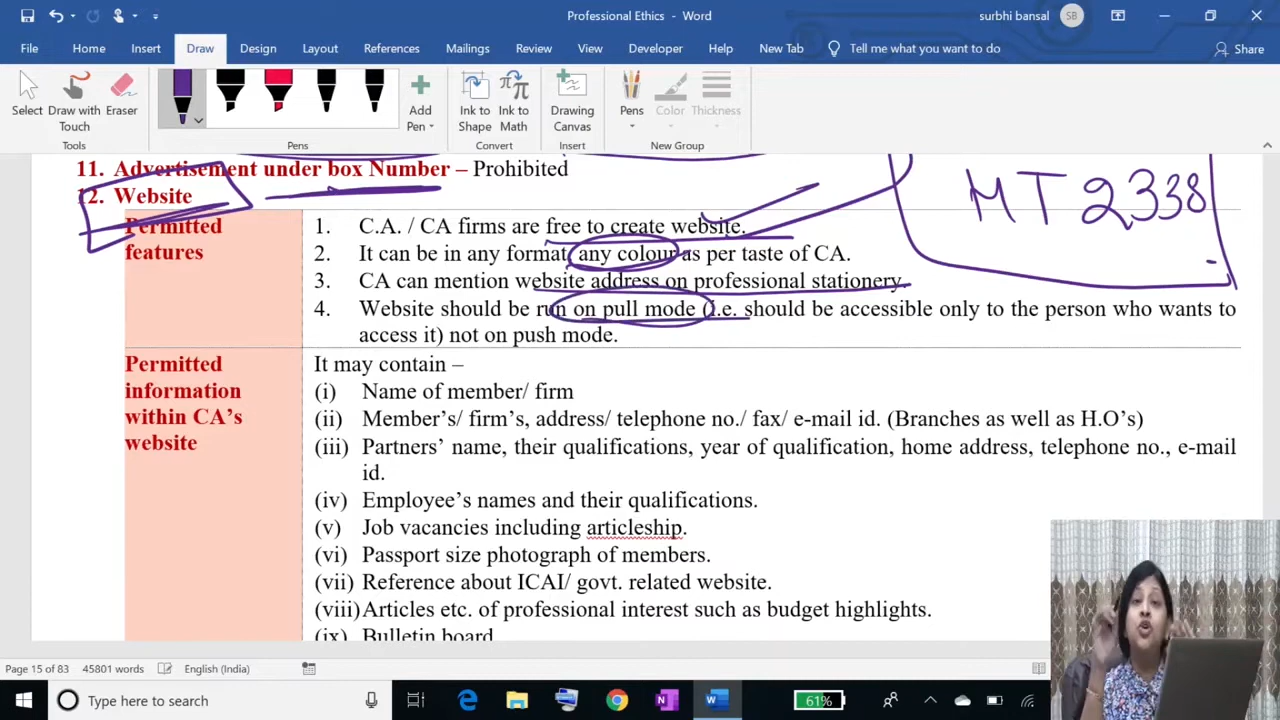 Professional Ethics - Word
surbhi bansal
SB
File Home Insert Draw Design Layout References Mailings Review View Developer Help New Tab Tell me what you want to do Share
Select
Draw with Touch
Eraser
Add Pen
Ink to Shape
Ink to Math
Drawing Canvas
Pens
Color
Thickness
Tools Pens Convert Insert New Group
11. Advertisement under box Number – Prohibited
12. Website
MT 2338
Permitted features
1. C.A. / CA firms are free to create website.
2. It can be in any format, any colour as per taste of CA.
3. CA can mention website address on professional stationery.
4. Website should be run on pull mode (i.e. should be accessible only to the person who wants to
access it) not on push mode.
Permitted information within CA's website
It may contain –
(i) Name of member/ firm
(ii) Member's/ firm's, address/ telephone no./ fax/ e-mail id. (Branches as well as H.O's)
(iii) Partners' name, their qualifications, year of qualification, home address, telephone no., e-mail
id.
(iv) Employee's names and their qualifications.
(v) Job vacancies including articleship.
(vi) Passport size photograph of members.
(vii) Reference about ICAI/ govt. related website.
(viii) Articles etc. of professional interest such as budget highlights.
(ix) Bulletin board
Page 15 of 83 45801 words English (India)
Type here to search
61%